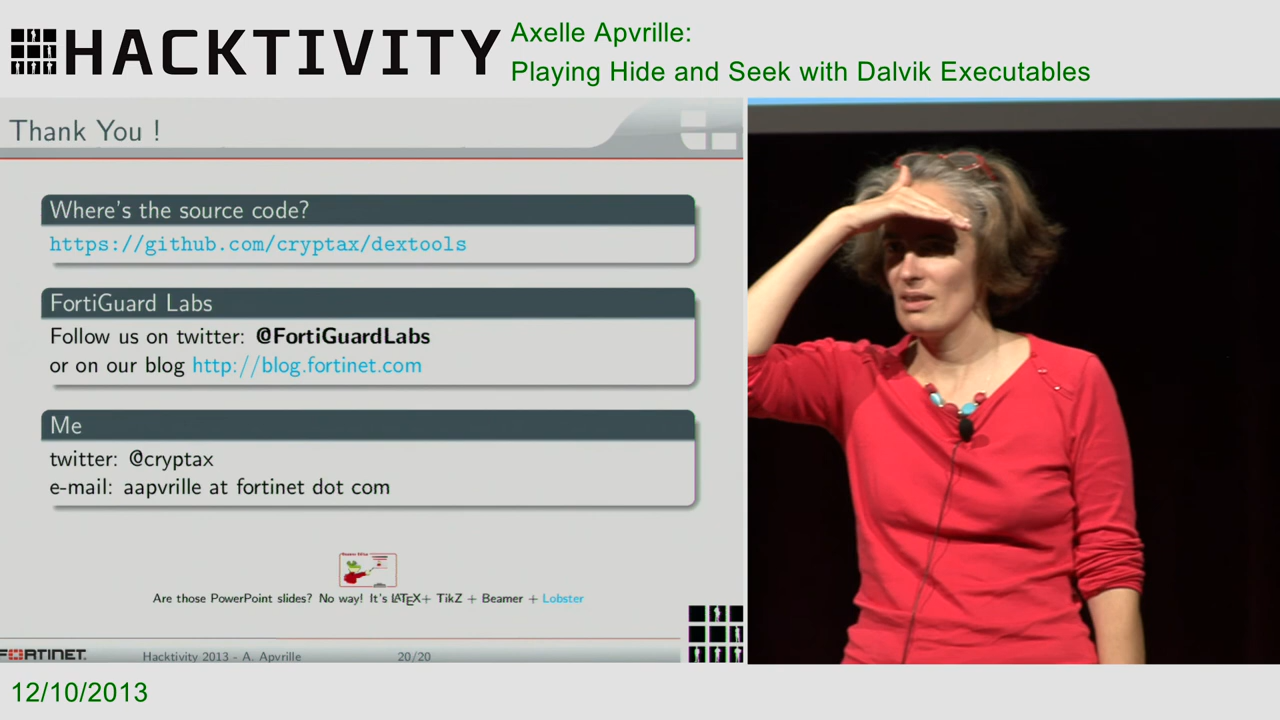 HACKTIVITY
Axelle Apvrille:
Playing Hide and Seek with Dalvik Executables
Thank You !
Where's the source code?
https://github.com/cryptax/dextools
FortiGuard Labs
Follow us on twitter: @FortiGuardLabs
or on our blog http://blog.fortinet.com
Me
twitter: @cryptax
e-mail: aapvrille at fortinet dot com
Are those PowerPoint slides? No way! It's LATEX+ TikZ + Beamer + Lobster
FORTINET.
Hacktivity 2013 - A. Apvrille
20/20
12/10/2013